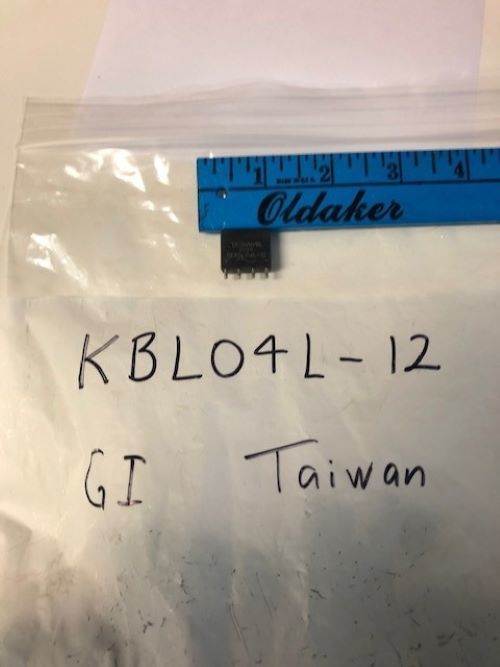 1 2 3 4
Oldaker
KBL04L-12
GI Taiwan